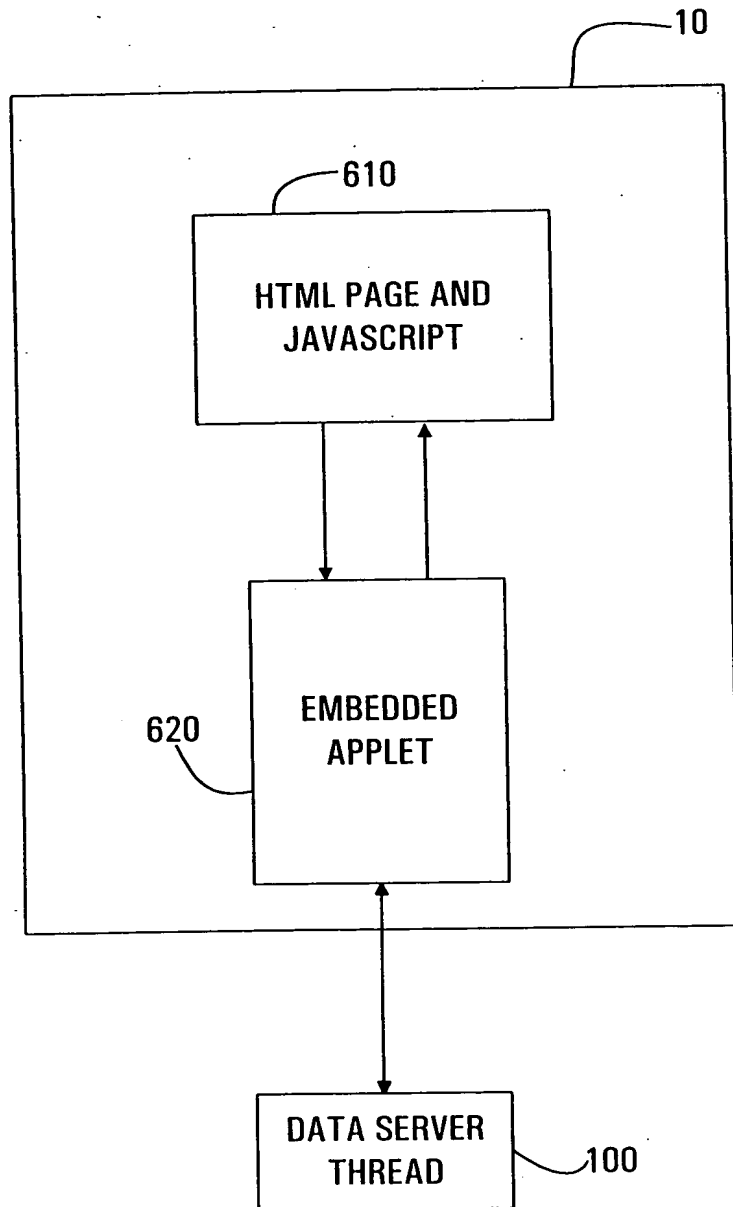 10
610
HTML PAGE AND
JAVASCRIPT
EMBEDDED
APPLET
620
DATA SERVER
THREAD
100